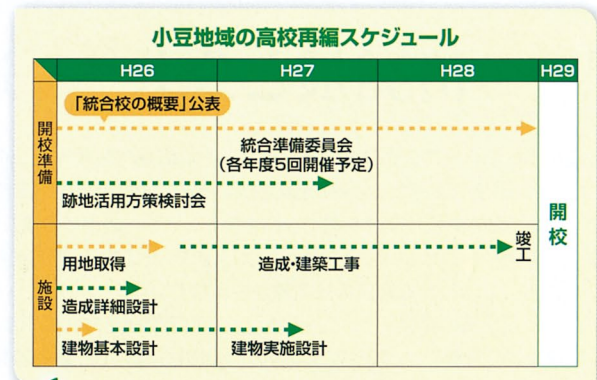 小豆地域の高校再編スケジュール
H26
H27
H28
H29
開校準備
「統合校の概要」公表
統合準備委員会
(各年度5回開催予定)
跡地活用方策検討会
施設
用地取得
造成・建築工事
竣工
造成詳細設計
建物基本設計
建物実施設計
開校